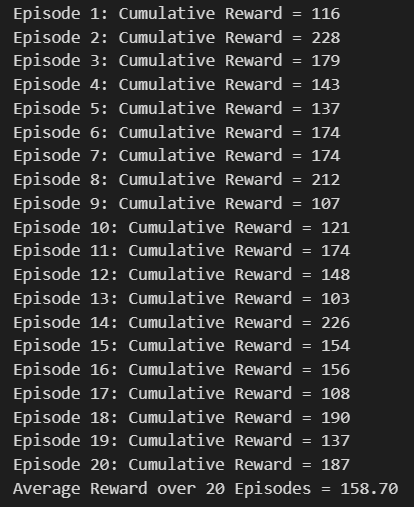 Episode 1: Cumulative Reward = 116
Episode 2: Cumulative Reward = 228
Episode 3: Cumulative Reward = 179
Episode 4: Cumulative Reward = 143
Episode 5: Cumulative Reward = 137
Episode 6: Cumulative Reward = 174
Episode 7: Cumulative Reward = 174
Episode 8: Cumulative Reward = 212
Episode 9: Cumulative Reward = 107
Episode 10: Cumulative Reward = 121
Episode 11: Cumulative Reward = 174
Episode 12: Cumulative Reward = 148
Episode 13: Cumulative Reward = 103
Episode 14: Cumulative Reward = 226
Episode 15: Cumulative Reward = 154
Episode 16: Cumulative Reward = 156
Episode 17: Cumulative Reward = 108
Episode 18: Cumulative Reward = 190
Episode 19: Cumulative Reward = 137
Episode 20: Cumulative Reward = 187
Average Reward over 20 Episodes = 158.70